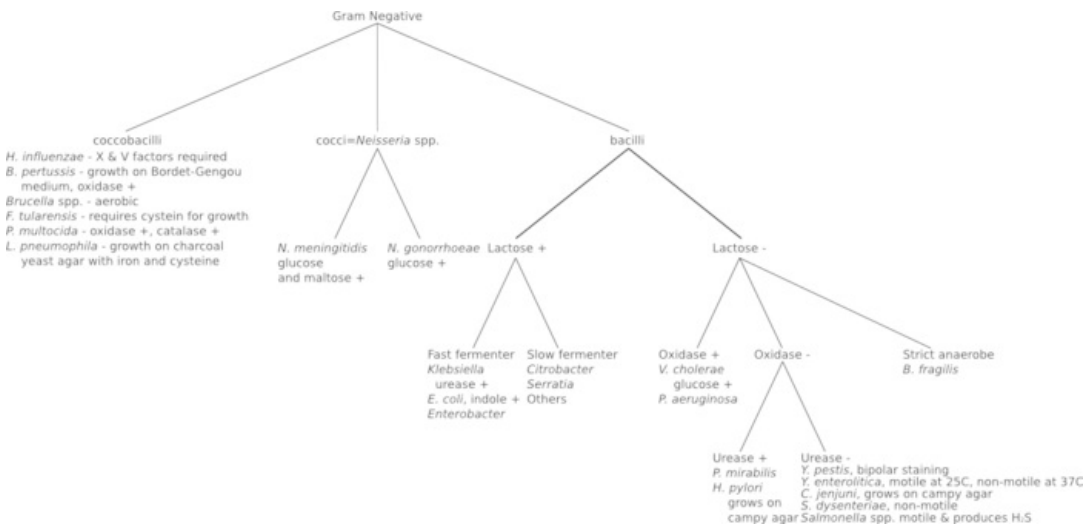 Gram Negative
coccobacilli
H. influenzae - X & V factors required
B. pertussis - growth on Bordet-Gengou
medium, oxidase +
Brucella spp. - aerobic
F. tularensis - requires cystein for growth
P. multocida - oxidase +, catalase +
L. pneumophila - growth on charcoal
yeast agar with iron and cysteine
cocci=Neisseria spp.
N. meningitidis
glucose
and maltose +
N. gonorrhoeae
glucose +
bacilli
Lactose +
Fast fermenter
Klebsiella
urease +
E. coli, indole +
Enterobacter
Slow fermenter
Citrobacter
Serratia
Others
Lactose -
Oxidase +
V. cholerae
glucose +
P. aeruginosa
Oxidase -
Urease +
P. mirabilis
H. pylori
grows on
campy agar
Urease -
Y. pestis, bipolar staining
Y. enterolitica, motile at 25C, non-motile at 37C
C. jenjuni, grows on campy agar
S. dysenteriae, non-motile
Salmonella spp. motile & produces H₂S
Strict anaerobe
B. fragilis